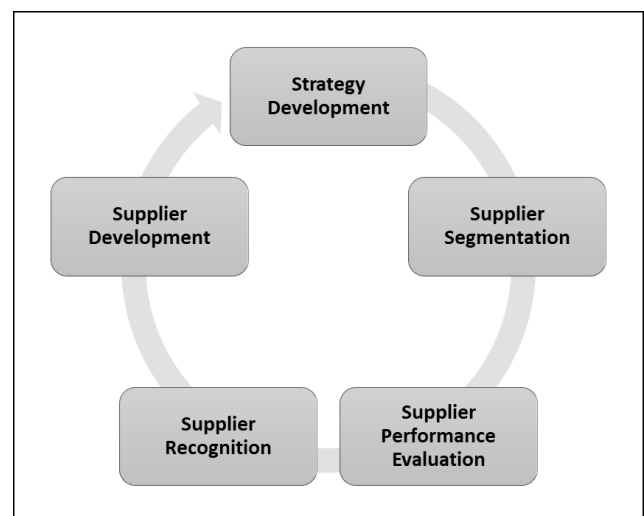 Strategy
Development
Supplier
Segmentation
Supplier
Performance
Evaluation
Supplier
Recognition
Supplier
Development